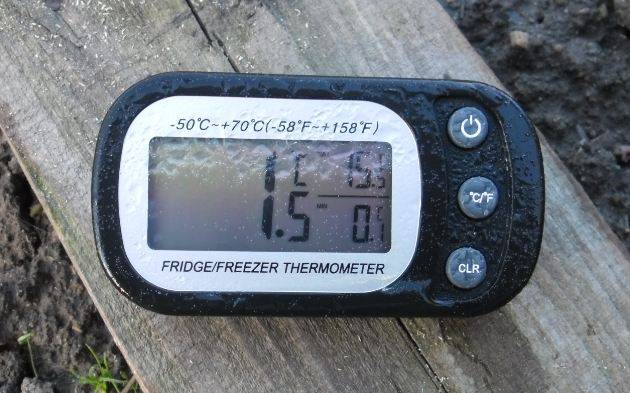 -50°C~+70°C(-58°F~+158°F)
1.5 C
°C/°F
CLR
FRIDGE/FREEZER THERMOMETER